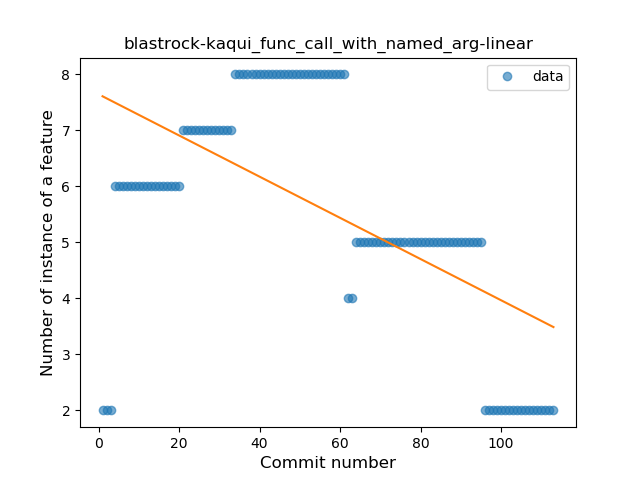 blastrock-kaqui_func_call_with_named_arg-linear
data
Number of instance of a feature
8
7
6
5
4
3
2
0 20 40 60 80 100
Commit number